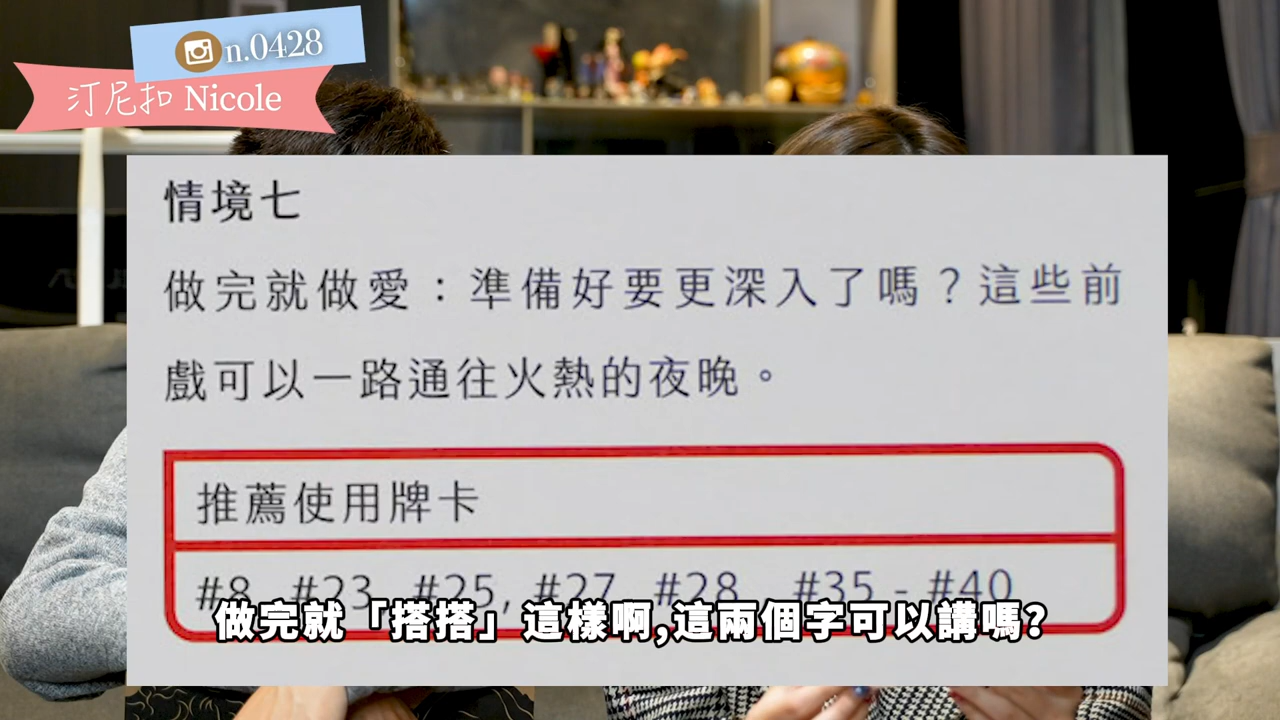 n.0428
汀尼扣 Nicole
情境七
做完就做愛：準備好要更深入了嗎？這些前
戲可以一路通往火熱的夜晚。
推薦使用牌卡
#8, #23, #25, #27, #28, #35 - #40
做完就「搭搭」這樣啊,這兩個字可以講嗎?